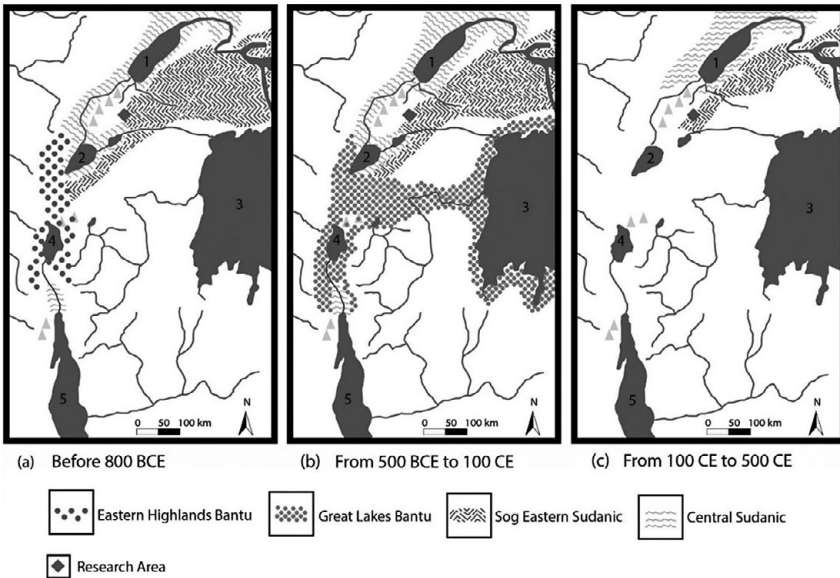 1
2
3
4
5
N
0 50 100 km
1
2
3
4
5
N
0 50 100 km
1
2
3
4
5
N
0 50 100 km
(a) Before 800 BCE
(b) From 500 BCE to 100 CE
(c) From 100 CE to 500 CE
Eastern Highlands Bantu
Great Lakes Bantu
Sog Eastern Sudanic
Central Sudanic
Research Area